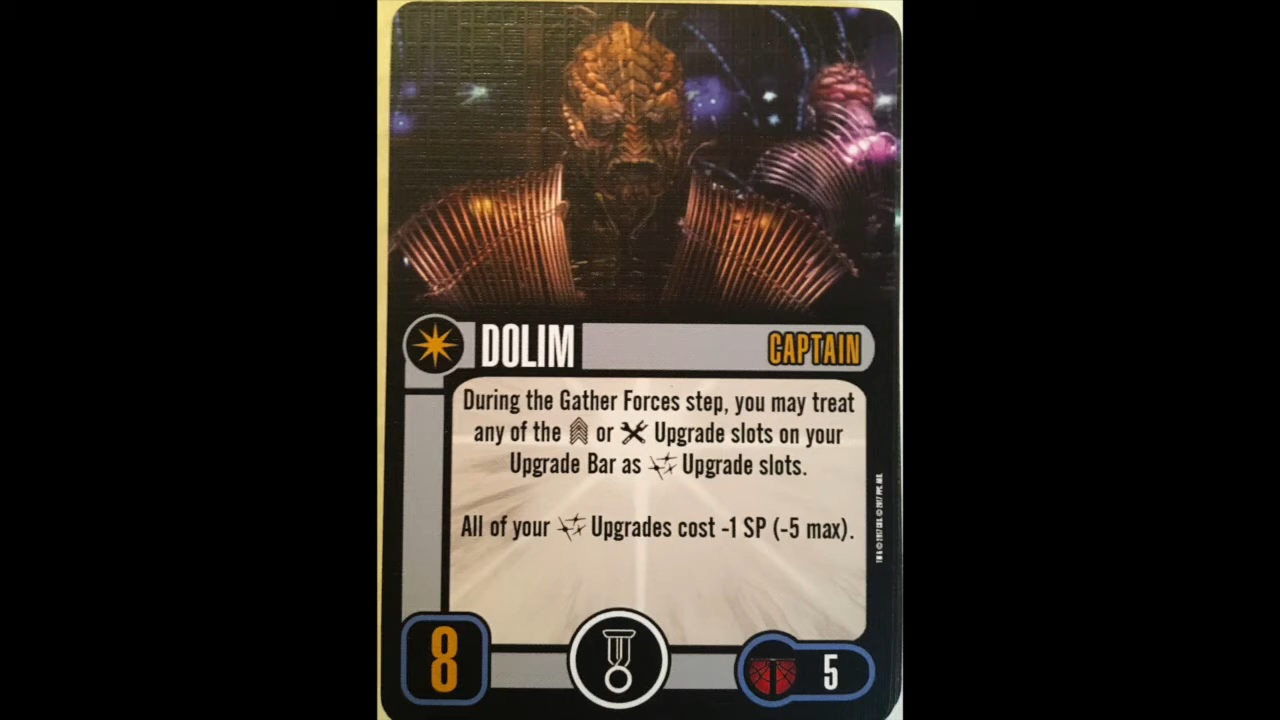 DOLIM
CAPTAIN
During the Gather Forces step, you may treat
any of the or Upgrade slots on your
Upgrade Bar as Upgrade slots.
All of your Upgrades cost -1 SP (-5 max).
8
5